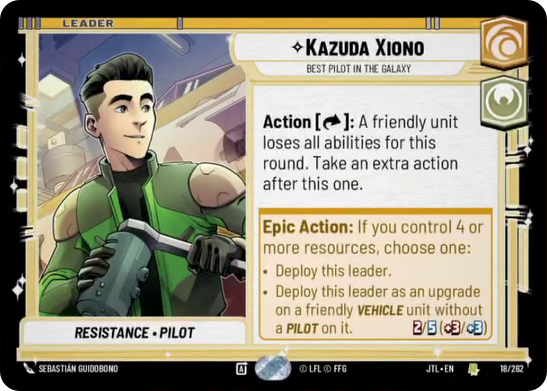 LEADER
✧KAZUDA XIONO
BEST PILOT IN THE GALAXY
Action [↷]: A friendly unit
loses all abilities for this
round. Take an extra action
after this one.
Epic Action: If you control 4 or
more resources, choose one:
• Deploy this leader.
• Deploy this leader as an upgrade
on a friendly VEHICLE unit without
a PILOT on it. 2/5 (+3/+3)
RESISTANCE • PILOT
SEBASTIÁN GUIDOBONO
A1
© LFL © FFG
JTL • EN
18/262